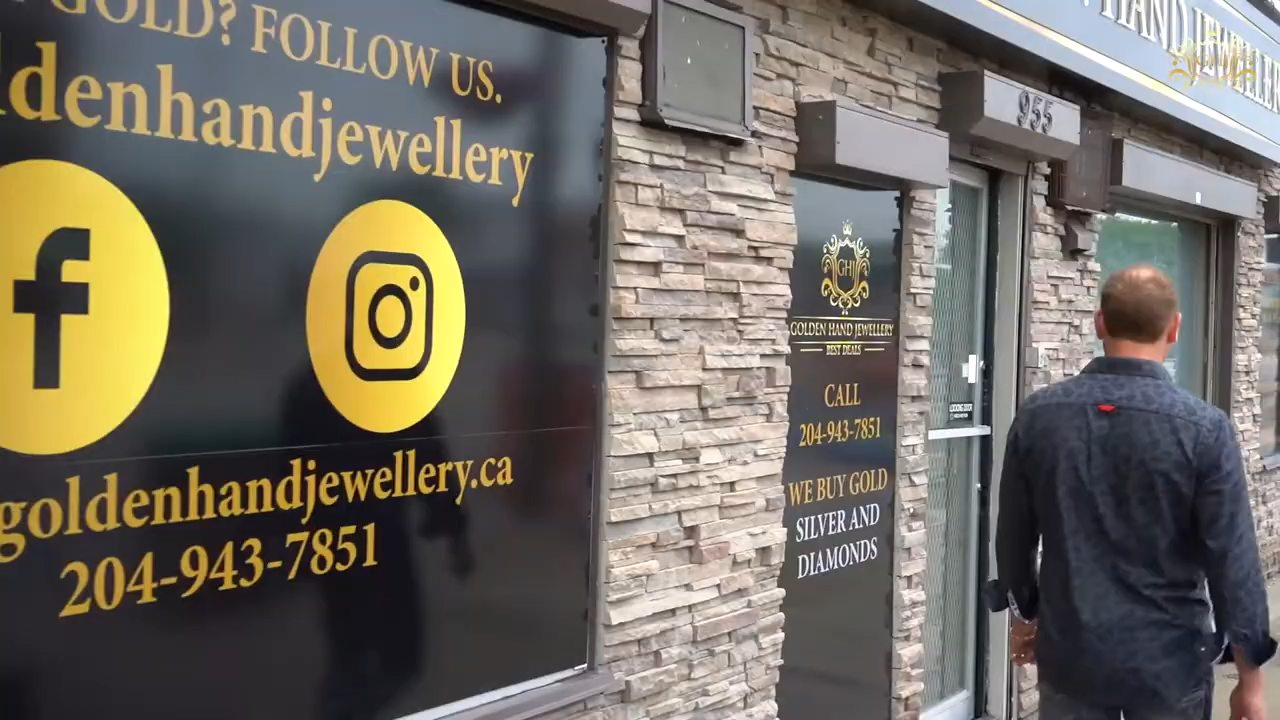 GOLD? FOLLOW US.
ldenhandjewellery
f
goldenhandjewellery.ca
204-943-7851
GH
GOLDEN HAND JEWELLERY
BEST DEALS
CALL
204-943-7851
WE BUY GOLD
SILVER AND
DIAMONDS
955
HAND JEWELLER